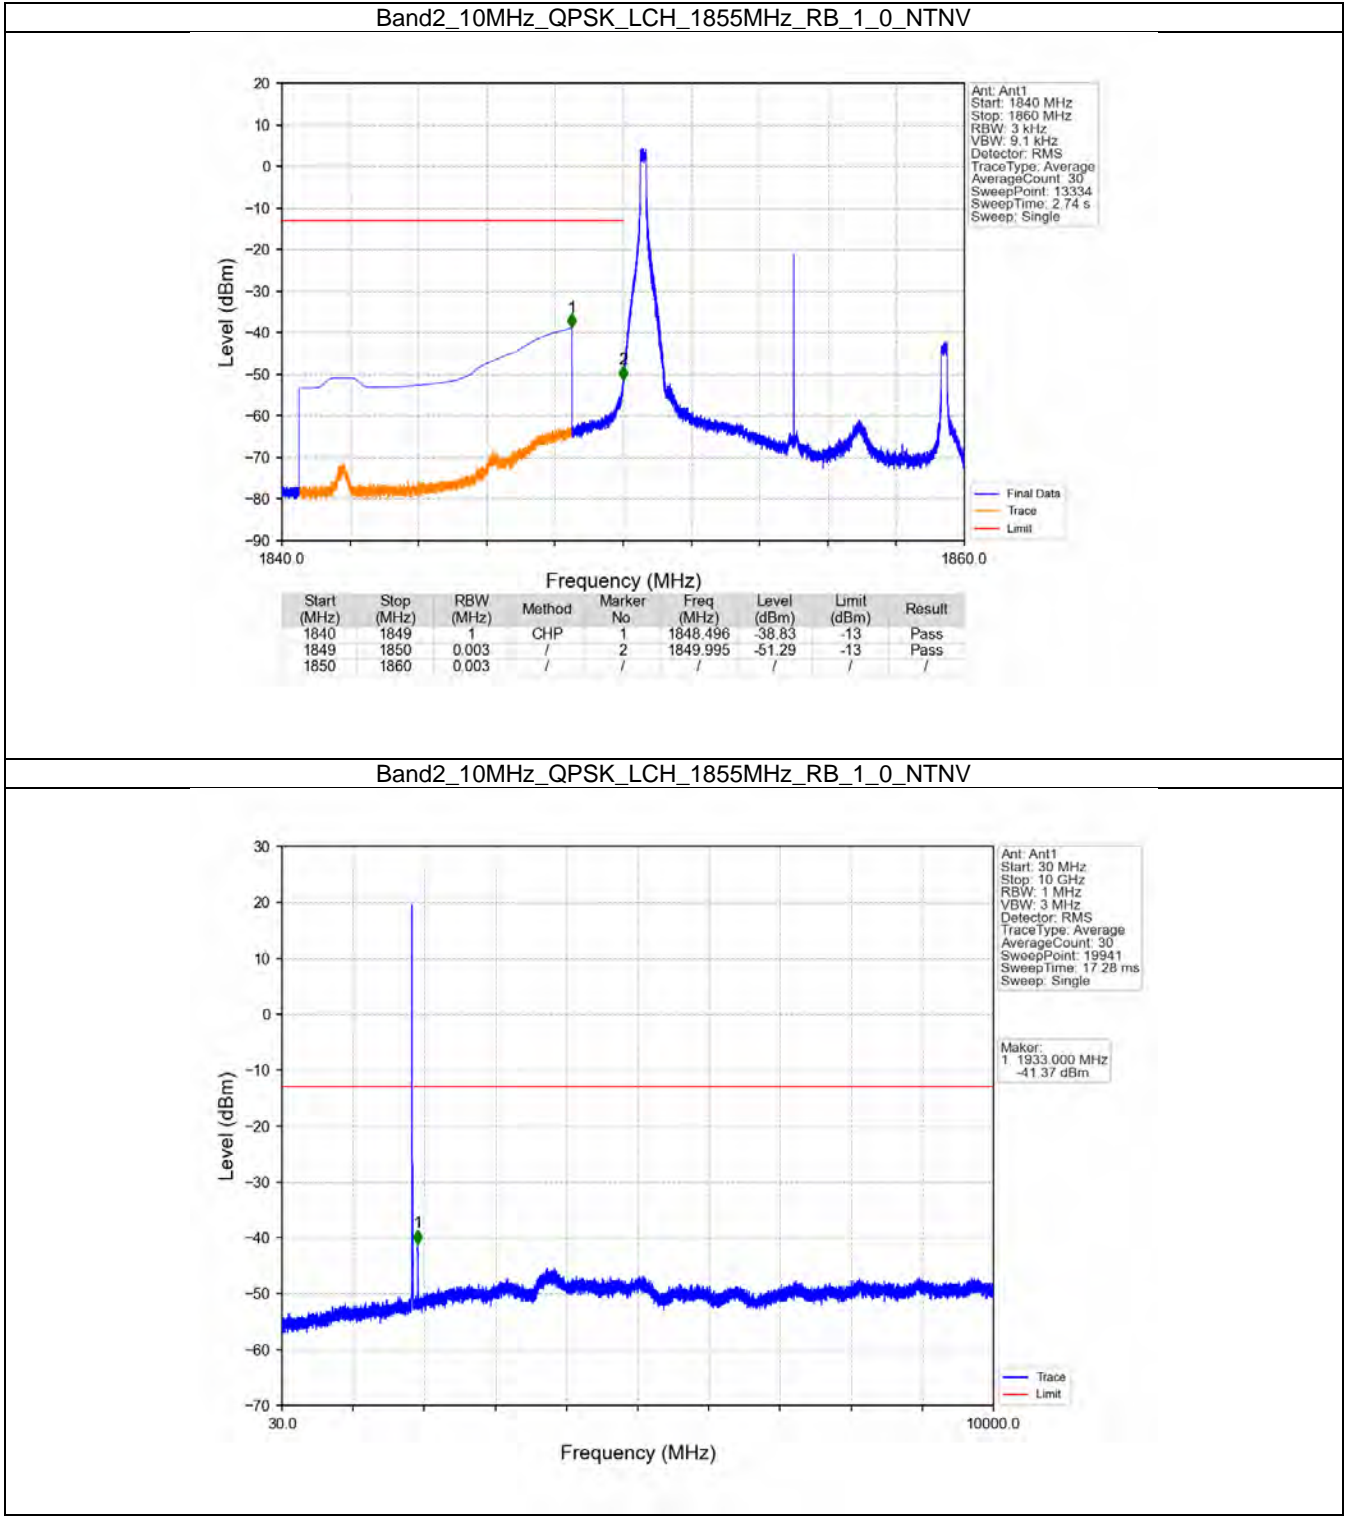 Band2_10MHz_QPSK_LCH_1855MHz_RB_1_0_NTNV
20
10
0
−10
−20
−30
−40
−50
−60
−70
−80
−90
Level (dBm)
1
2
1840.0
1860.0
Frequency (MHz)
Ant: Ant1
Start: 1840 MHz
Stop: 1860 MHz
RBW: 3 kHz
VBW: 9.1 kHz
Detector: RMS
TraceType: Average
AverageCount: 30
SweepPoint: 13334
SweepTime: 2.74 s
Sweep: Single
Final Data
Trace
Limit
Start (MHz) Stop (MHz) RBW (MHz) Method Marker No Freq (MHz) Level (dBm) Limit (dBm) Result
1840 1849 1 CHP 1 1848.496 -38.83 -13 Pass
1849 1850 0.003 / 2 1849.995 -51.29 -13 Pass
1850 1860 0.003 / / / / / /
Band2_10MHz_QPSK_LCH_1855MHz_RB_1_0_NTNV
30
20
10
0
−10
−20
−30
−40
−50
−60
−70
Level (dBm)
1
30.0
10000.0
Frequency (MHz)
Ant: Ant1
Start: 30 MHz
Stop: 10 GHz
RBW: 1 MHz
VBW: 3 MHz
Detector: RMS
TraceType: Average
AverageCount: 30
SweepPoint: 19941
SweepTime: 17.28 ms
Sweep: Single
Maker:
1 1933.000 MHz
-41.37 dBm
Trace
Limit